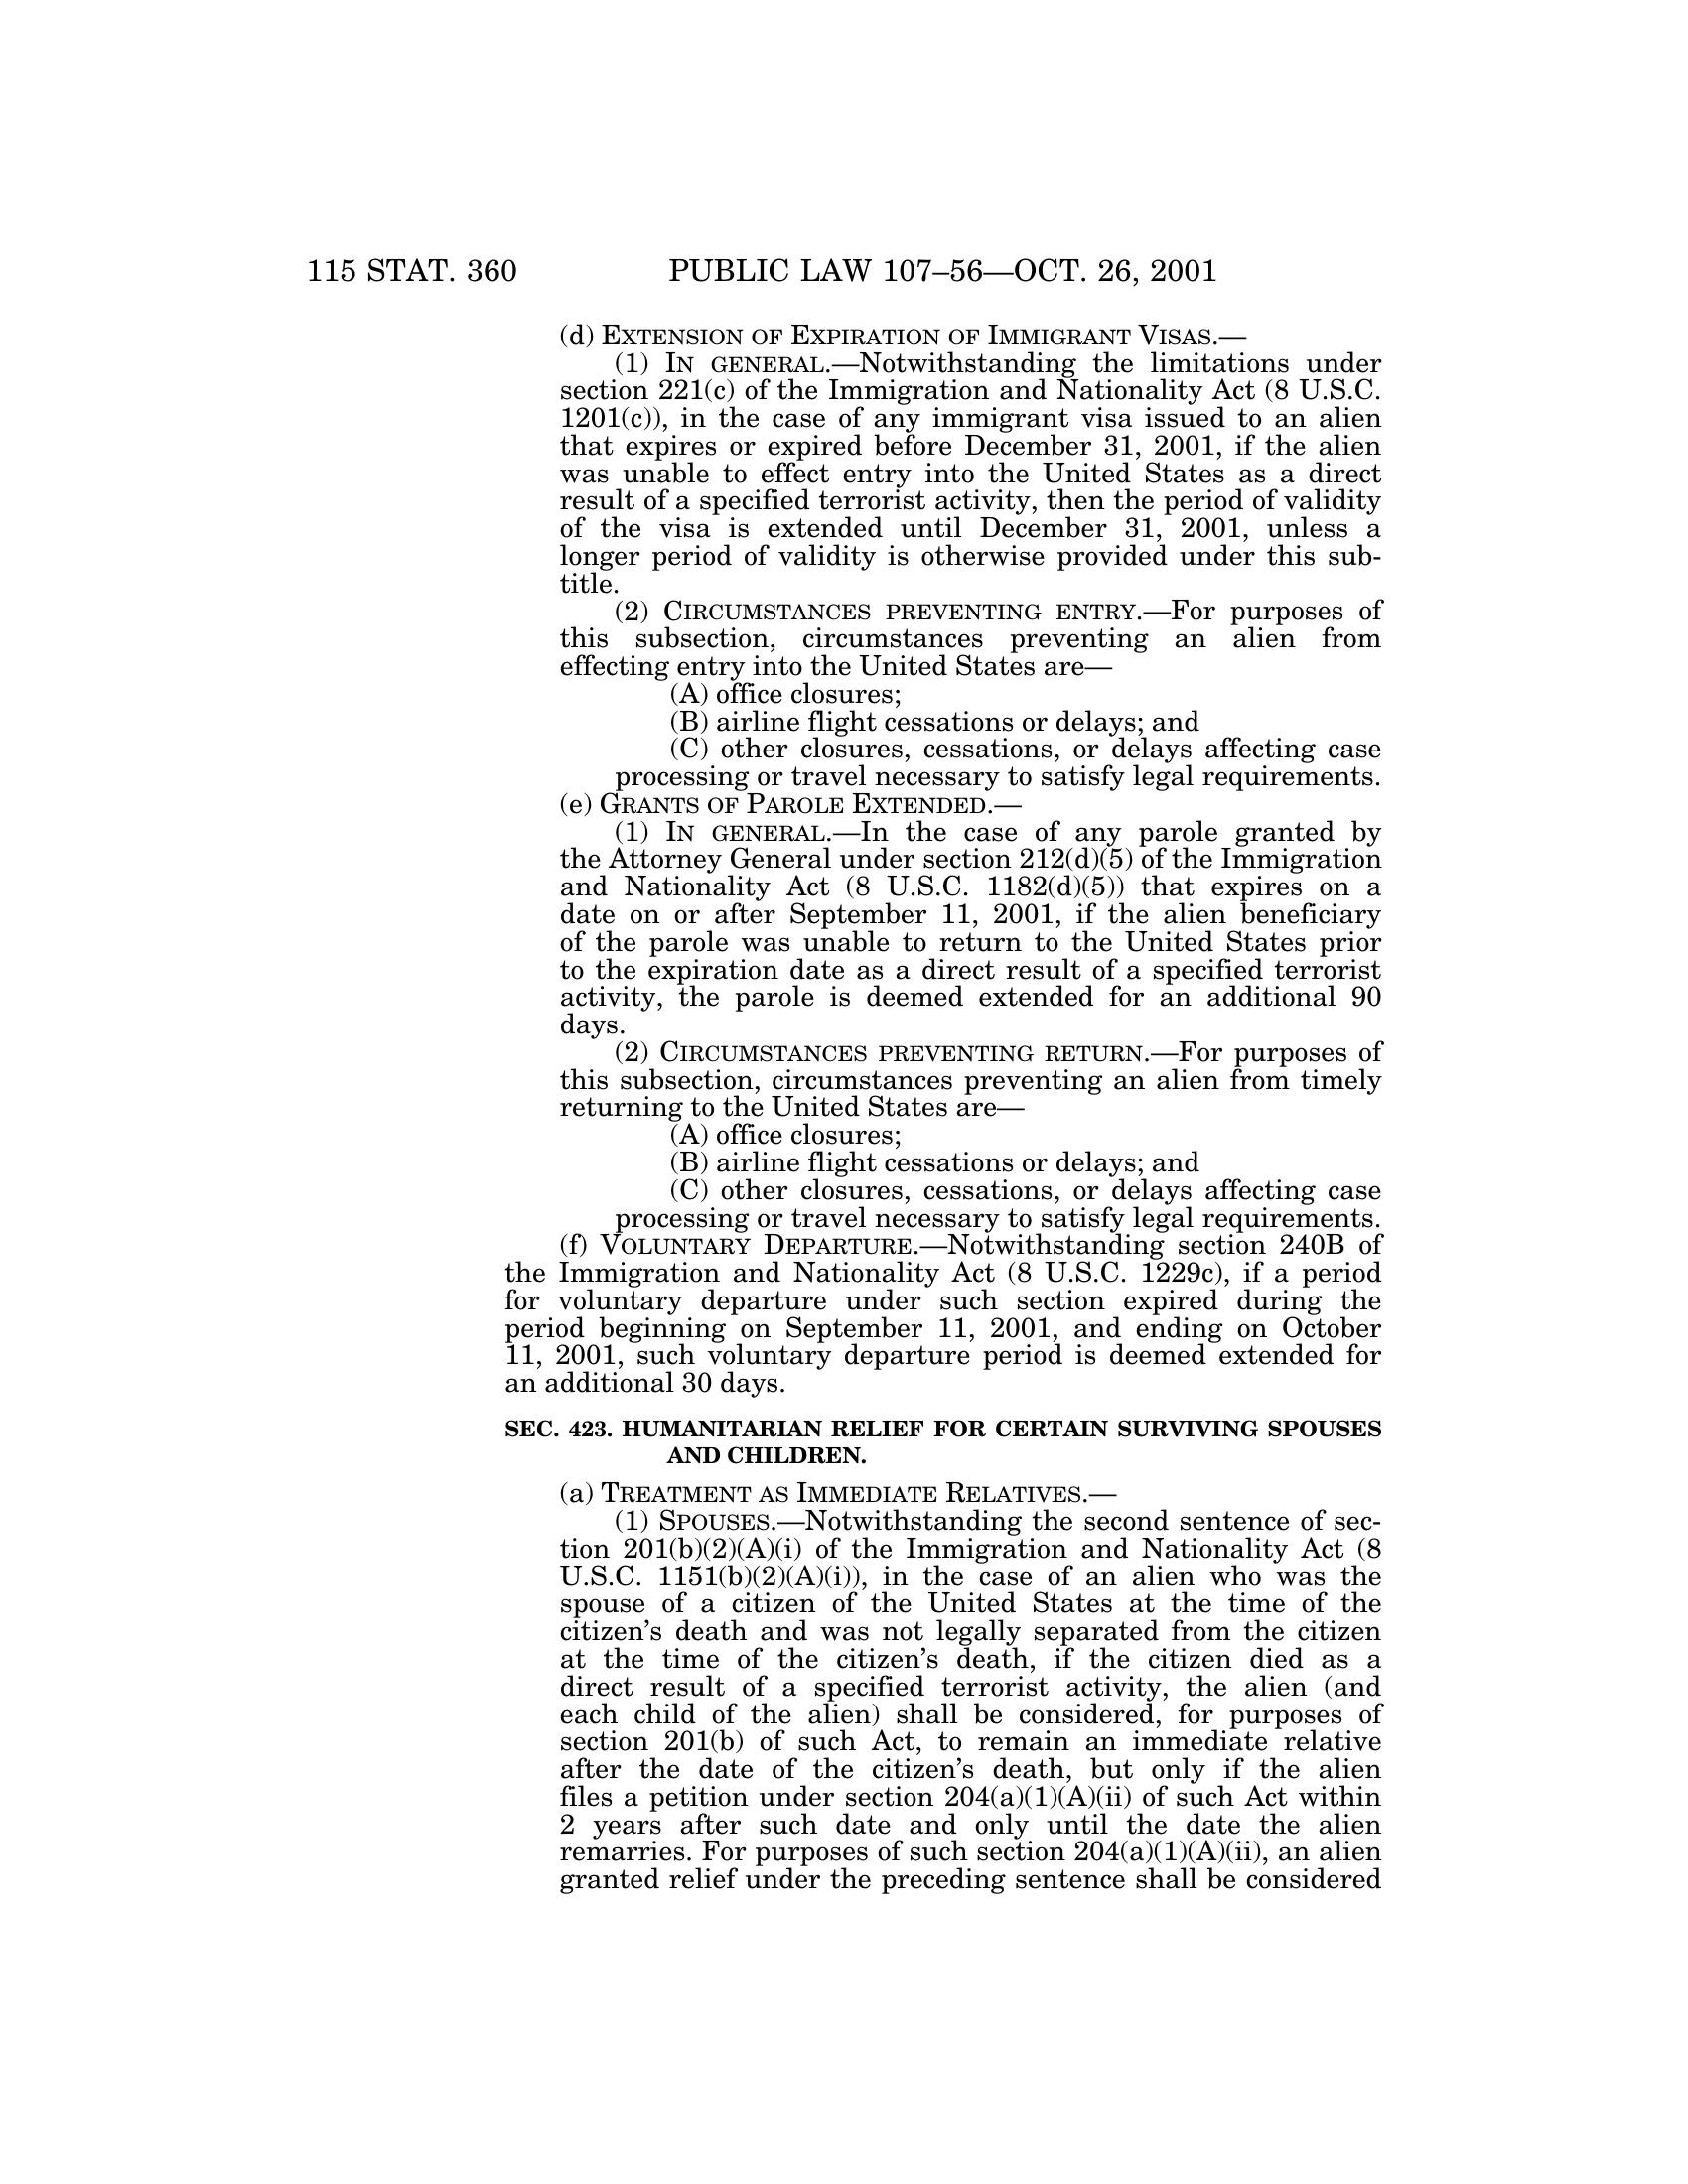 115 STAT. 360 PUBLIC LAW 107–56—OCT. 26, 2001
(d) EXTENSION OF EXPIRATION OF IMMIGRANT VISAS.—
(1) IN GENERAL.—Notwithstanding the limitations under
section 221(c) of the Immigration and Nationality Act (8 U.S.C.
1201(c)), in the case of any immigrant visa issued to an alien
that expires or expired before December 31, 2001, if the alien
was unable to effect entry into the United States as a direct
result of a specified terrorist activity, then the period of validity
of the visa is extended until December 31, 2001, unless a
longer period of validity is otherwise provided under this sub-
title.
(2) CIRCUMSTANCES PREVENTING ENTRY.—For purposes of
this subsection, circumstances preventing an alien from
effecting entry into the United States are—
(A) office closures;
(B) airline flight cessations or delays; and
(C) other closures, cessations, or delays affecting case
processing or travel necessary to satisfy legal requirements.
(e) GRANTS OF PAROLE EXTENDED.—
(1) IN GENERAL.—In the case of any parole granted by
the Attorney General under section 212(d)(5) of the Immigration
and Nationality Act (8 U.S.C. 1182(d)(5)) that expires on a
date on or after September 11, 2001, if the alien beneficiary
of the parole was unable to return to the United States prior
to the expiration date as a direct result of a specified terrorist
activity, the parole is deemed extended for an additional 90
days.
(2) CIRCUMSTANCES PREVENTING RETURN.—For purposes of
this subsection, circumstances preventing an alien from timely
returning to the United States are—
(A) office closures;
(B) airline flight cessations or delays; and
(C) other closures, cessations, or delays affecting case
processing or travel necessary to satisfy legal requirements.
(f) VOLUNTARY DEPARTURE.—Notwithstanding section 240B of
the Immigration and Nationality Act (8 U.S.C. 1229c), if a period
for voluntary departure under such section expired during the
period beginning on September 11, 2001, and ending on October
11, 2001, such voluntary departure period is deemed extended for
an additional 30 days.
SEC. 423. HUMANITARIAN RELIEF FOR CERTAIN SURVIVING SPOUSES
AND CHILDREN.
(a) TREATMENT AS IMMEDIATE RELATIVES.—
(1) SPOUSES.—Notwithstanding the second sentence of sec-
tion 201(b)(2)(A)(i) of the Immigration and Nationality Act (8
U.S.C. 1151(b)(2)(A)(i)), in the case of an alien who was the
spouse of a citizen of the United States at the time of the
citizen’s death and was not legally separated from the citizen
at the time of the citizen’s death, if the citizen died as a
direct result of a specified terrorist activity, the alien (and
each child of the alien) shall be considered, for purposes of
section 201(b) of such Act, to remain an immediate relative
after the date of the citizen’s death, but only if the alien
files a petition under section 204(a)(1)(A)(ii) of such Act within
2 years after such date and only until the date the alien
remarries. For purposes of such section 204(a)(1)(A)(ii), an alien
granted relief under the preceding sentence shall be considered